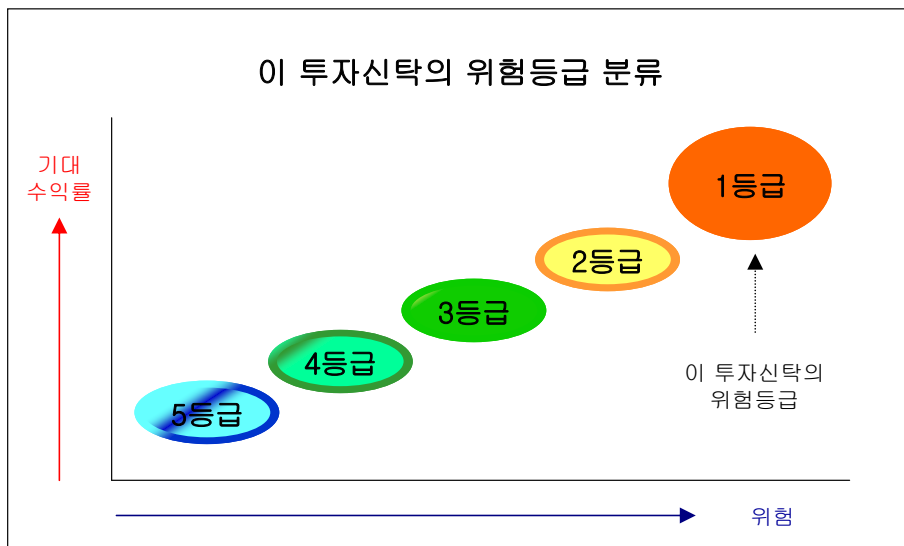 이 투자신탁의 위험등급 분류
기대
수익률
1등급
2등급
3등급
4등급
5등급
이 투자신탁의
위험등급
위험